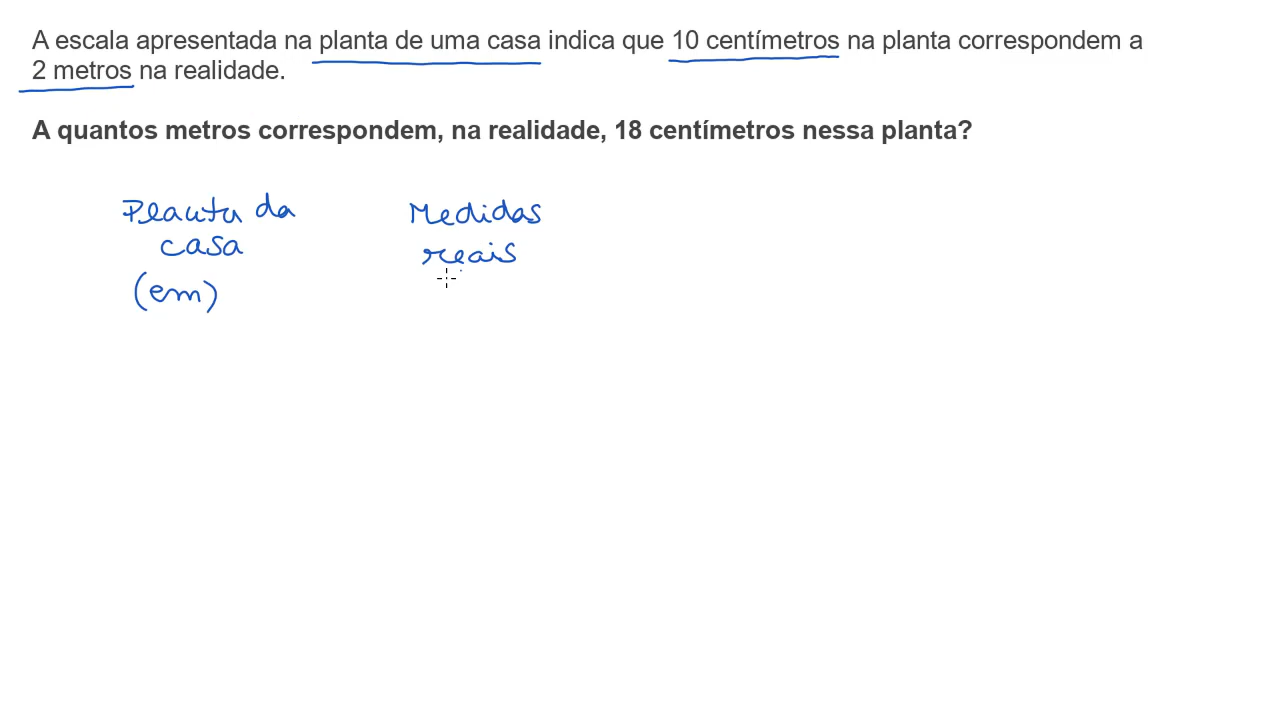 A escala apresentada na planta de uma casa indica que 10 centímetros na planta correspondem a
2 metros na realidade.
A quantos metros correspondem, na realidade, 18 centímetros nessa planta?
Planta da
casa
(cm)
Medidas
reais